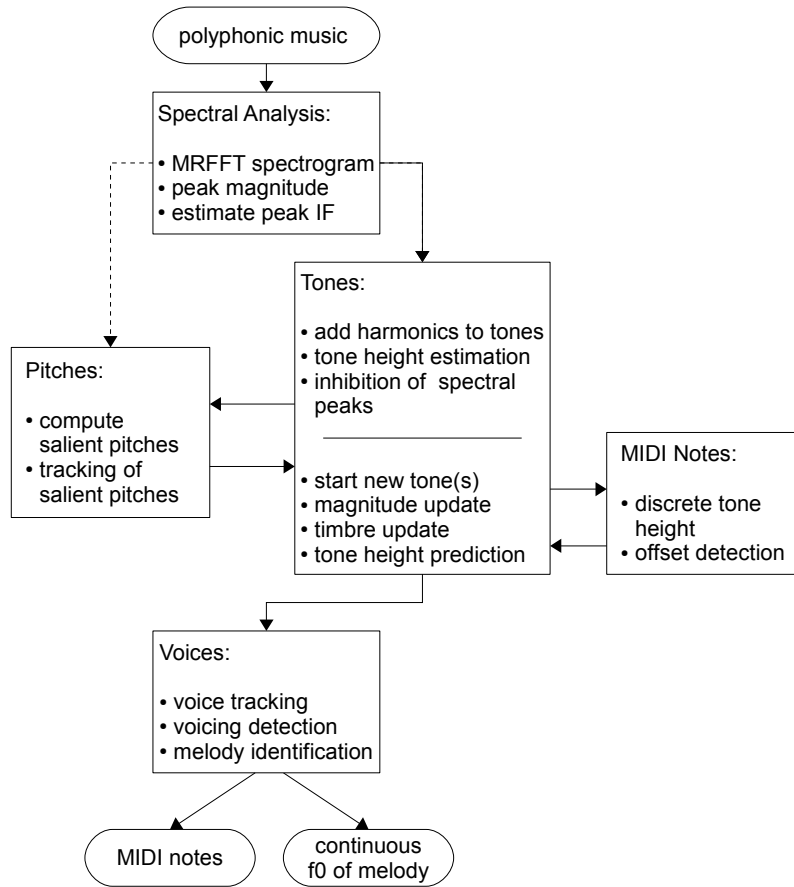 polyphonic music
Spectral Analysis:
• MRFFT spectrogram
• peak magnitude
• estimate peak IF
Tones:
• add harmonics to tones
• tone height estimation
• inhibition of spectral
peaks
• start new tone(s)
• magnitude update
• timbre update
• tone height prediction
Pitches:
• compute
salient pitches
• tracking of
salient pitches
MIDI Notes:
• discrete tone
height
• offset detection
Voices:
• voice tracking
• voicing detection
• melody identification
MIDI notes
continuous
f0 of melody